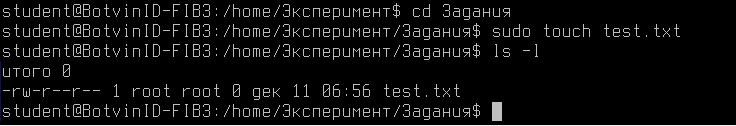 student@BotvinID-FIB3:/home/Эксперимент$ cd Задания
student@BotvinID-FIB3:/home/Эксперимент/Задания$ sudo touch test.txt
student@BotvinID-FIB3:/home/Эксперимент/Задания$ ls -l
итого 0
-rw-r--r-- 1 root root 0 дек 11 06:56 test.txt
student@BotvinID-FIB3:/home/Эксперимент/Задания$